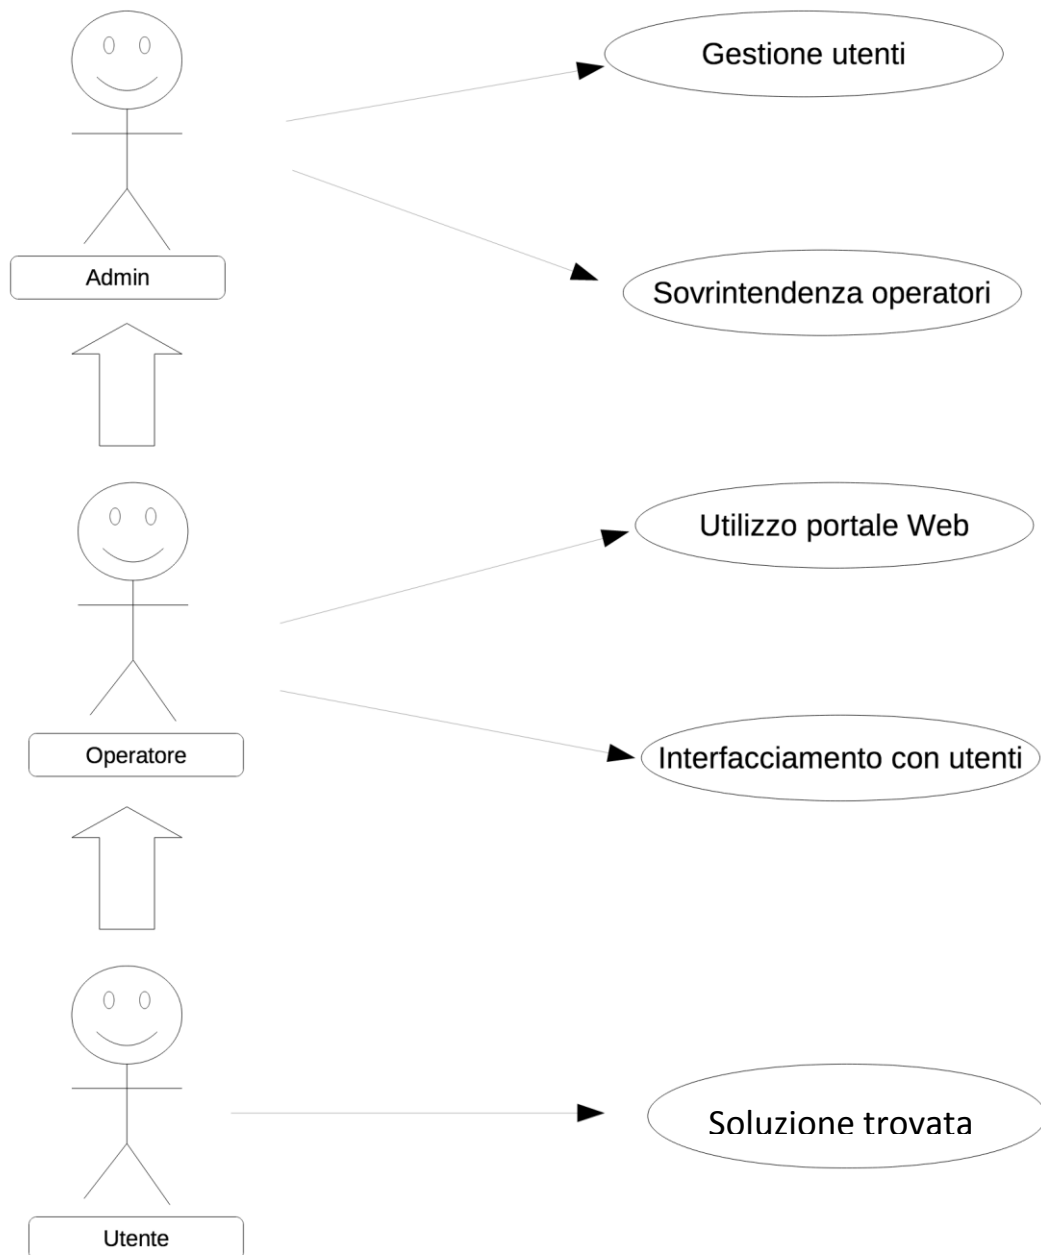 Gestione utenti
Sovrintendenza operatori
Admin
Utilizzo portale Web
Interfacciamento con utenti
Operatore
Soluzione trovata
Utente